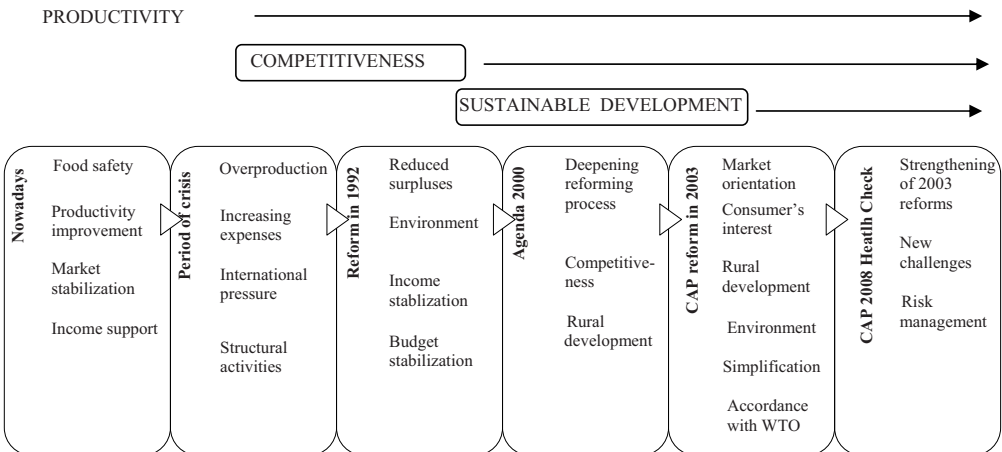 PRODUCTIVITY
COMPETITIVENESS
SUSTAINABLE DEVELOPMENT
Nowadays
Food safety
Productivity
improvement
Market
stabilization
Income support
Period of crisis
Overproduction
Increasing
expenses
International
pressure
Structural
activities
Reform in 1992
Reduced
surpluses
Environment
Income
stablization
Budget
stabilization
Agenda 2000
Deepening
reforming
process
Competitive-
ness
Rural
development
CAP reform in 2003
Market
orientation
Consumer's
interest
Rural
development
Environment
Simplification
Accordance
with WTO
CAP 2008 Heatlh Check
Strengthening
of 2003
reforms
New
challenges
Risk
management